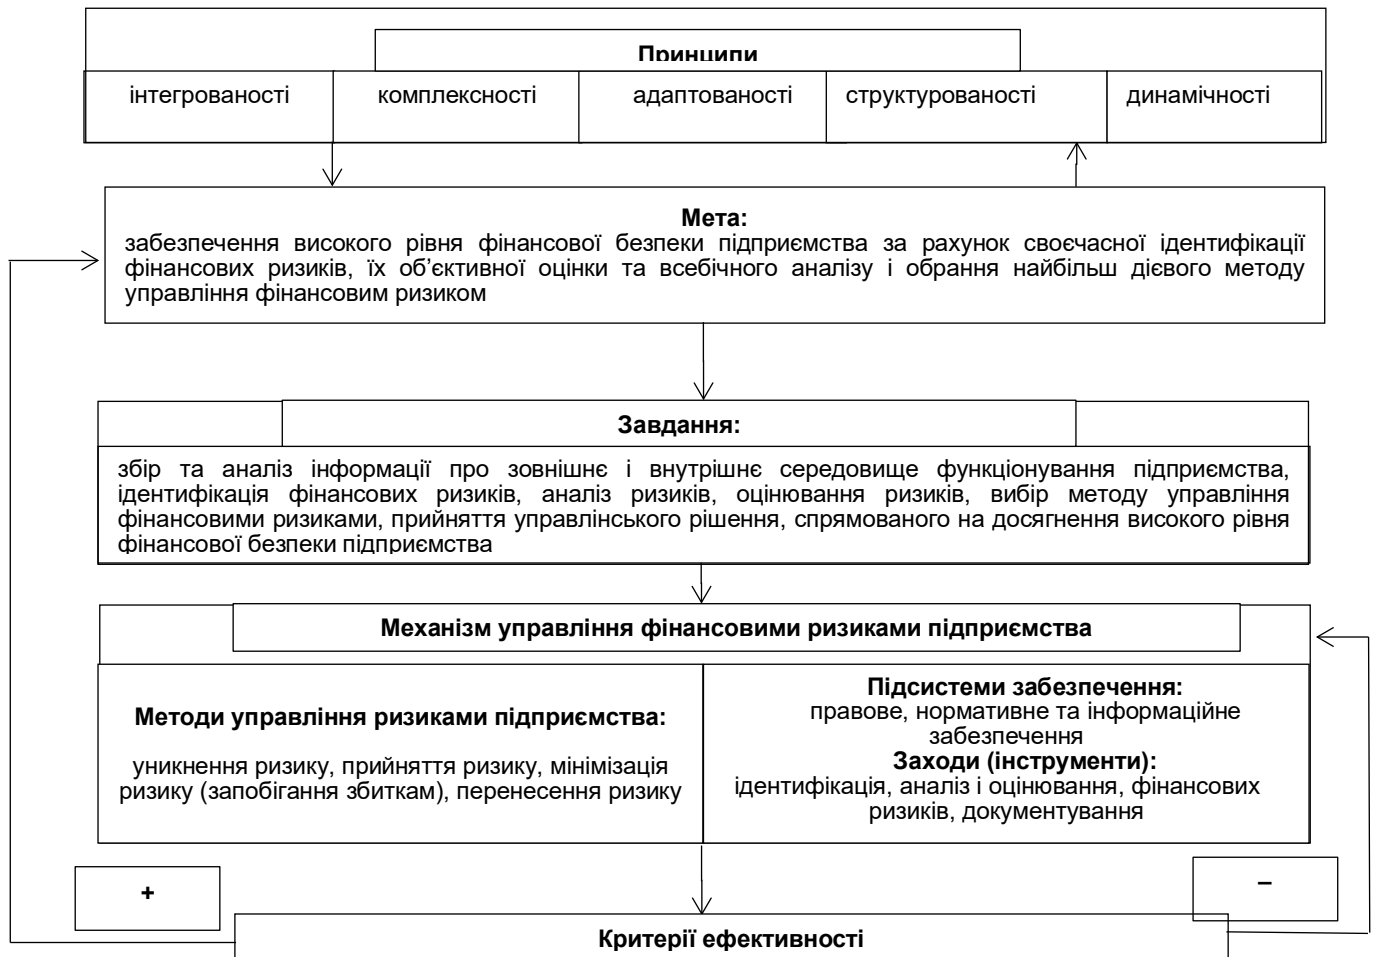 Принципи
інтегрованості комплексності адаптованості структурованості динамічності
Мета:
забезпечення високого рівня фінансової безпеки підприємства за рахунок своєчасної ідентифікації
фінансових ризиків, їх об’єктивної оцінки та всебічного аналізу і обрання найбільш дієвого методу
управління фінансовим ризиком
Завдання:
збір та аналіз інформації про зовнішнє і внутрішнє середовище функціонування підприємства,
ідентифікація фінансових ризиків, аналіз ризиків, оцінювання ризиків, вибір методу управління
фінансовими ризиками, прийняття управлінського рішення, спрямованого на досягнення високого рівня
фінансової безпеки підприємства
Механізм управління фінансовими ризиками підприємства
Методи управління ризиками підприємства:
уникнення ризику, прийняття ризику, мінімізація
ризику (запобігання збиткам), перенесення ризику
Підсистеми забезпечення:
правове, нормативне та інформаційне
забезпечення
Заходи (інструменти):
ідентифікація, аналіз і оцінювання, фінансових
ризиків, документування
+
–
Критерії ефективності